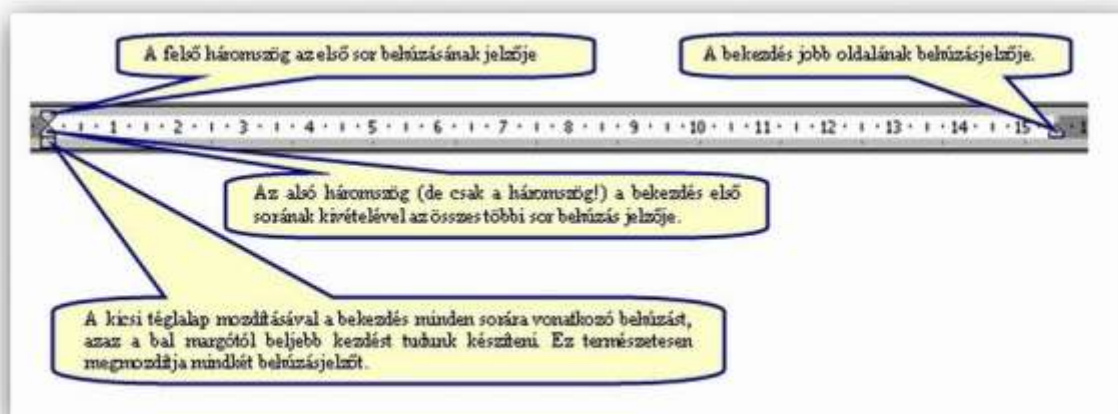 A felső háromszög az első sor behúzásának jelzője
A bekezdés jobb oldalának behúzásjelzője.
1 2 3 4 5 6 7 8 9 10 11 12 13 14 15 1
Az alsó háromszög (de csak a háromszög!) a bekezdés első
sorának kivételével az összes többi sor behúzás jelzője.
A kicsi téglalap mozdításával a bekezdés minden sorára vonatkozó behúzást,
azaz a bal margótól beljebb kezdést tudunk készíteni. Ez természetesen
megmozdítja mindkét behúzásjelzőt.